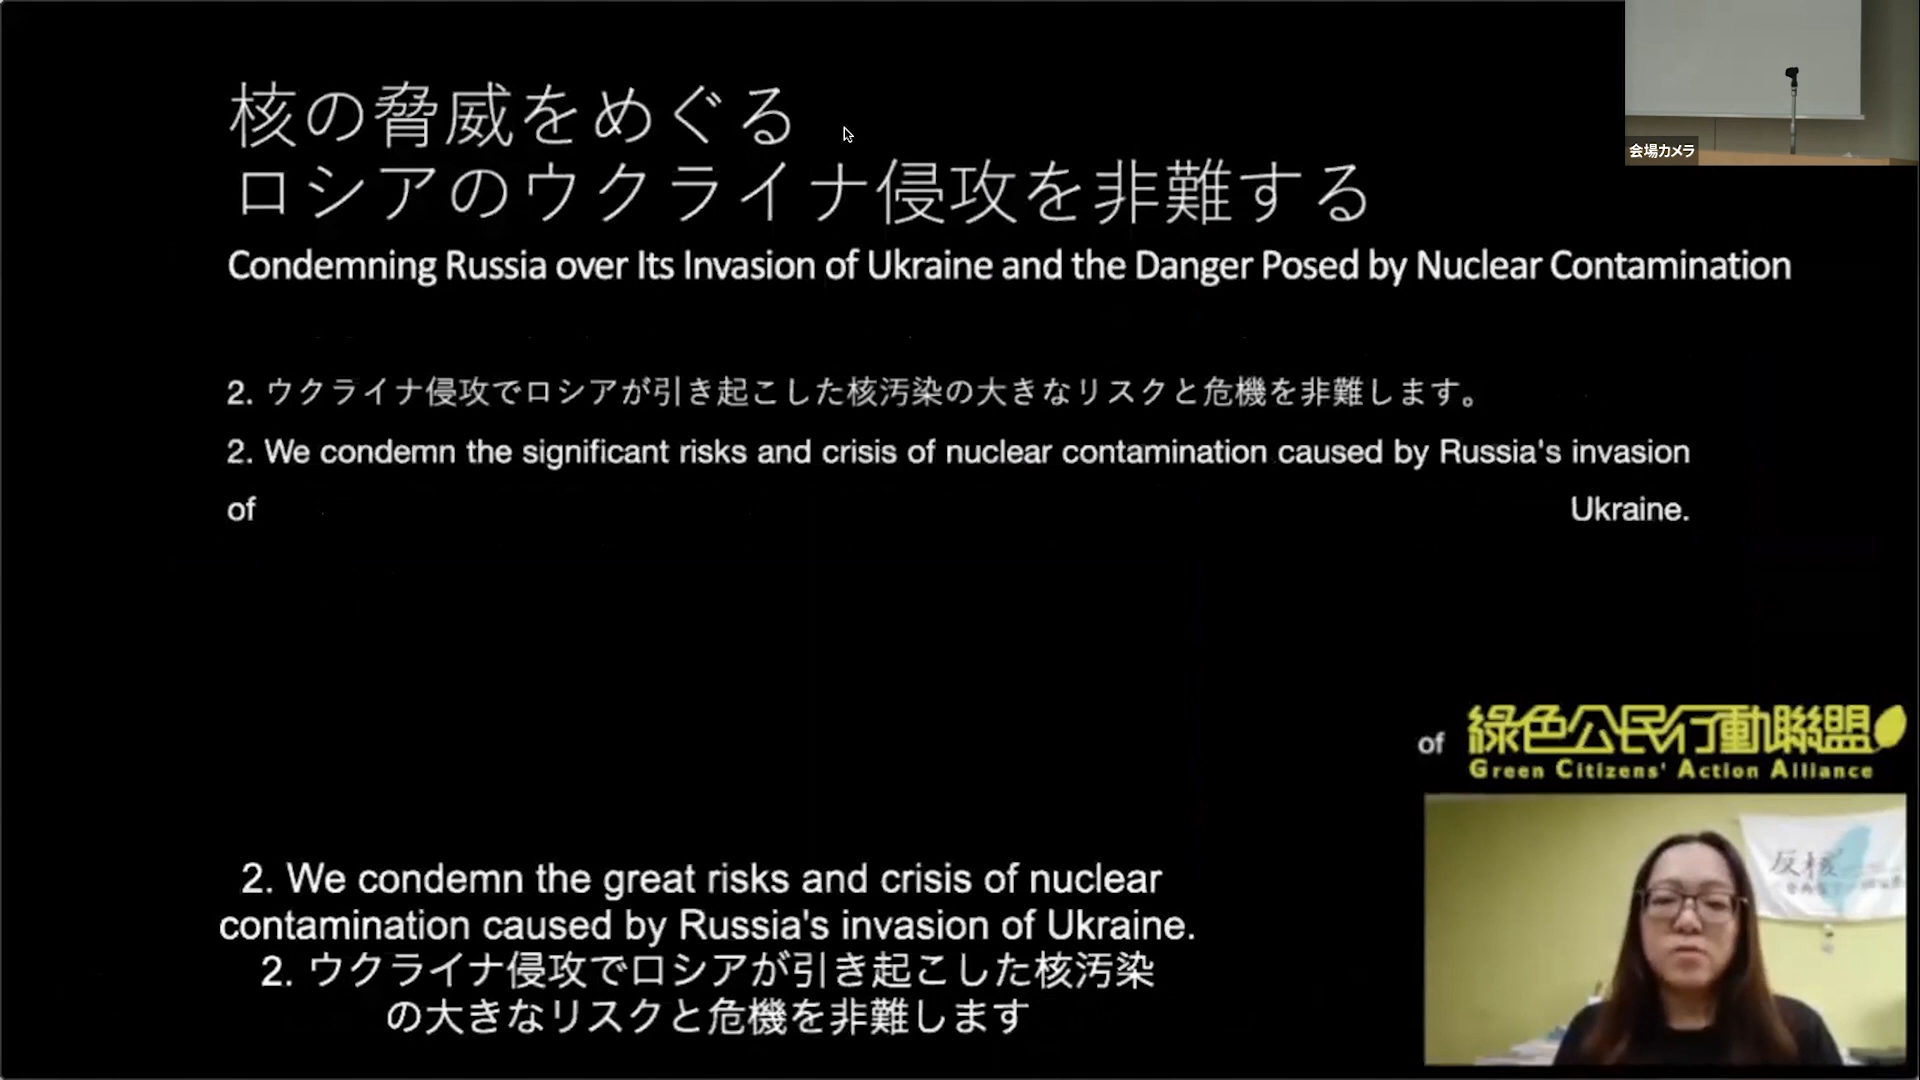 核の脅威をめぐる
ロシアのウクライナ侵攻を非難する
Condemning Russia over Its Invasion of Ukraine and the Danger Posed by Nuclear Contamination
会場カメラ
2. ウクライナ侵攻でロシアが引き起こした核汚染の大きなリスクと危機を非難します。
2. We condemn the significant risks and crisis of nuclear contamination caused by Russia's invasion
of Ukraine.
of 綠色公民行動聯盟
Green Citizens' Action Alliance
反核
2. We condemn the great risks and crisis of nuclear
contamination caused by Russia's invasion of Ukraine.
2. ウクライナ侵攻でロシアが引き起こした核汚染
の大きなリスクと危機を非難します